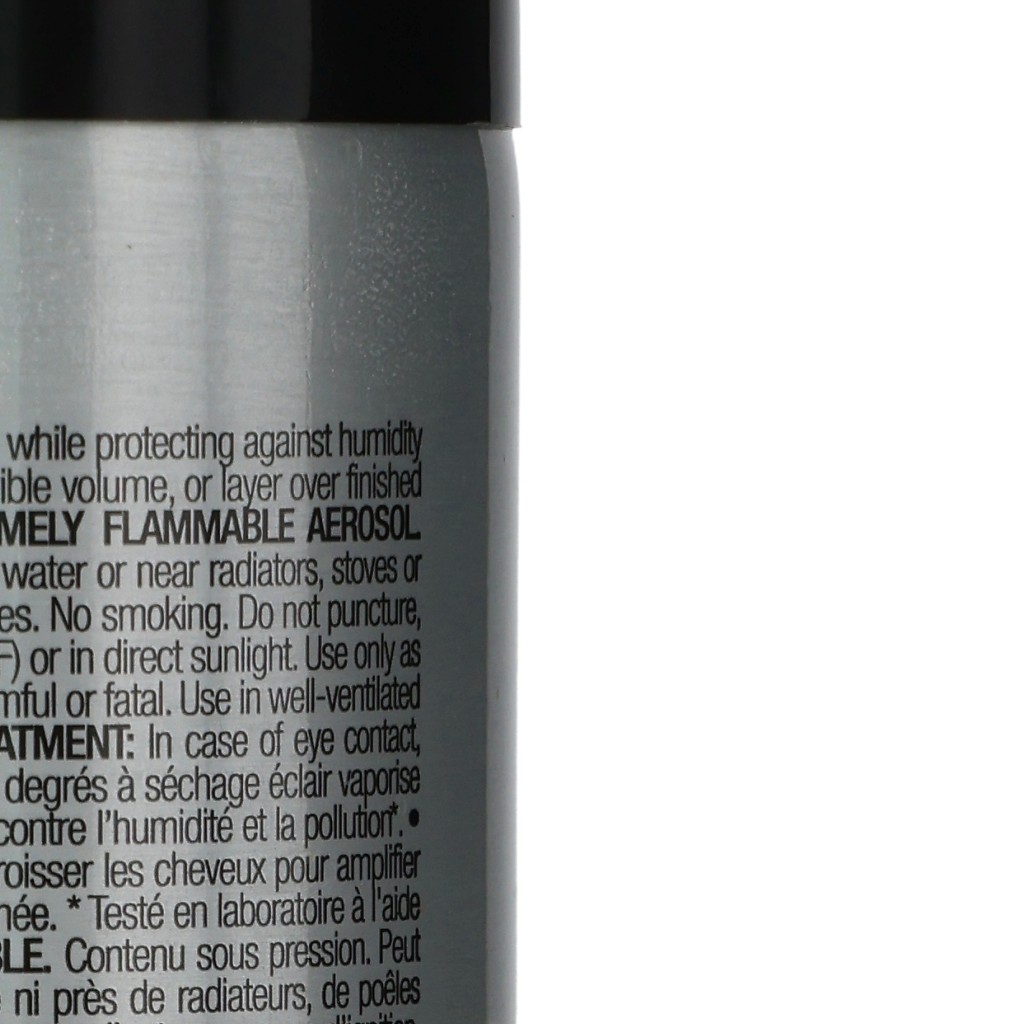 while protecting against humidity
ible volume, or layer over finished
MELY FLAMMABLE AEROSOL.
water or near radiators, stoves or
es. No smoking. Do not puncture,
F) or in direct sunlight. Use only as
mful or fatal. Use in well-ventilated
ATMENT: In case of eye contact,
degrés à séchage éclair vaporise
contre l'humidité et la pollution*. •
roisser les cheveux pour amplifier
née. * Testé en laboratoire à l'aide
BLE. Contenu sous pression. Peut
ni près de radiateurs, de poêles